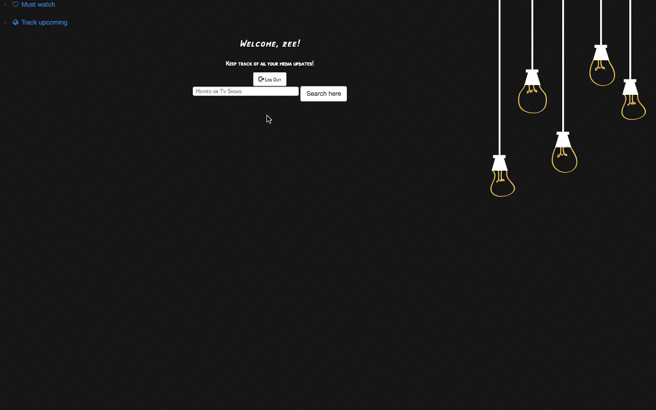 Must watch
Track upcoming
Welcome, zee!
Keep track of all your media updates!
Log Out
Movies or Tv Shows
Search here